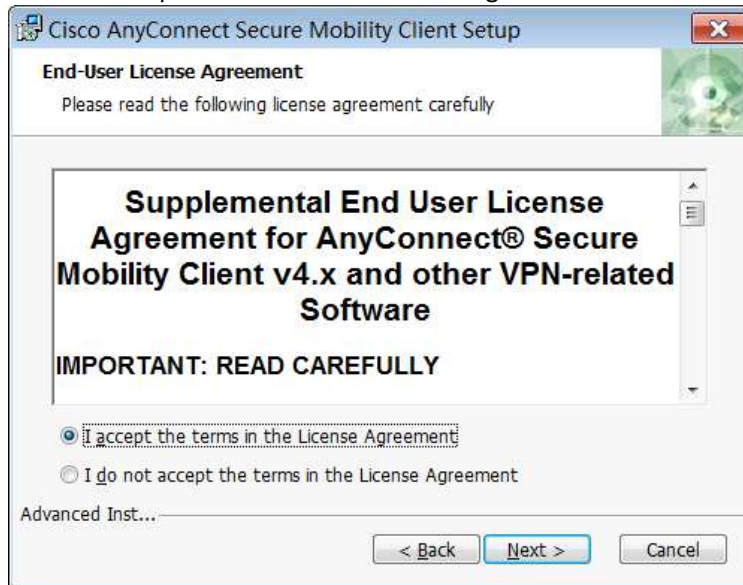 Cisco AnyConnect Secure Mobility Client Setup
End-User License Agreement
Please read the following license agreement carefully
Supplemental End User License
Agreement for AnyConnect® Secure
Mobility Client v4.x and other VPN-related
Software
IMPORTANT: READ CAREFULLY
I accept the terms in the License Agreement
I do not accept the terms in the License Agreement
Advanced Inst...
< Back Next > Cancel